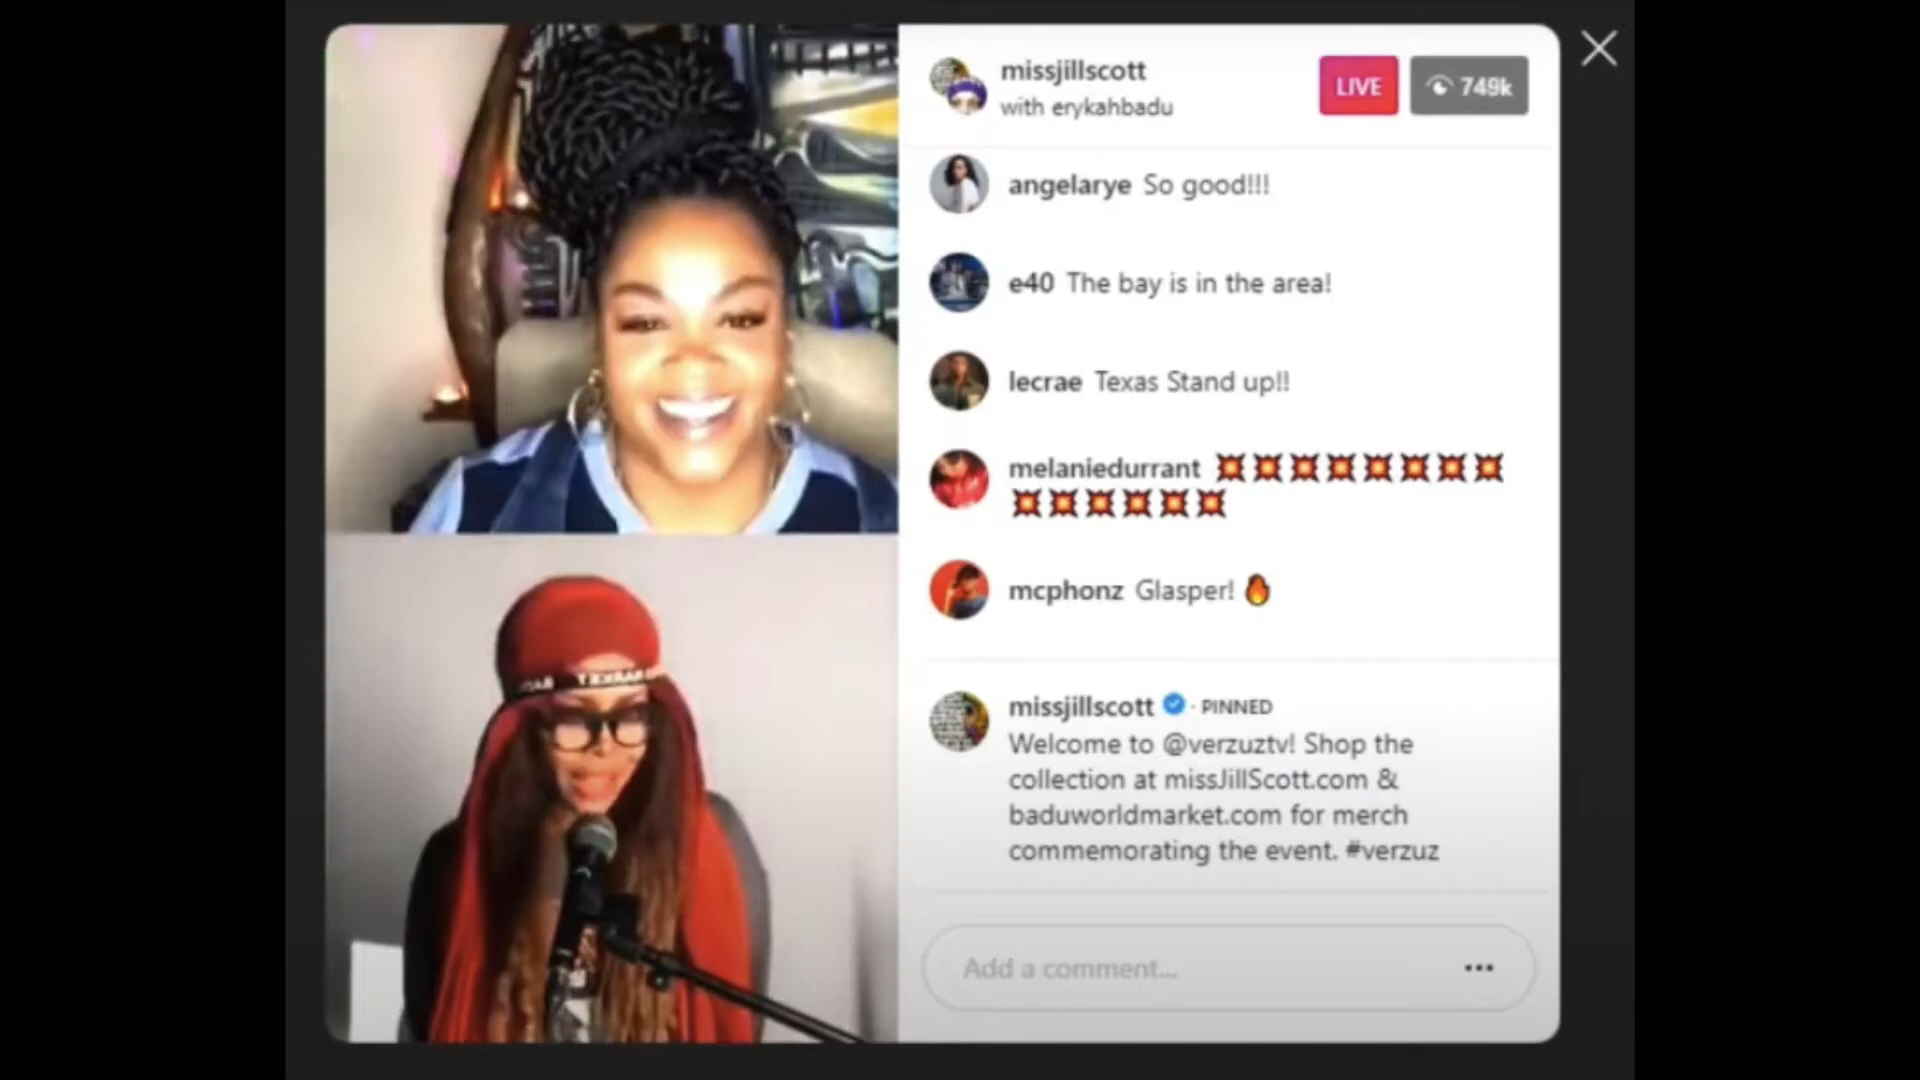 missjillscott
with erykahbadu
LIVE
749k
angelarye So good!!!
e40 The bay is in the area!
lecrae Texas Stand up!!
melaniedurrant 💥💥💥💥💥💥💥💥
💥💥💥💥💥💥
mcphonz Glasper! 🔥
missjillscott · PINNED
Welcome to @verzuztv! Shop the
collection at missJillScott.com &
baduworldmarket.com for merch
commemorating the event. #verzuz
Add a comment...